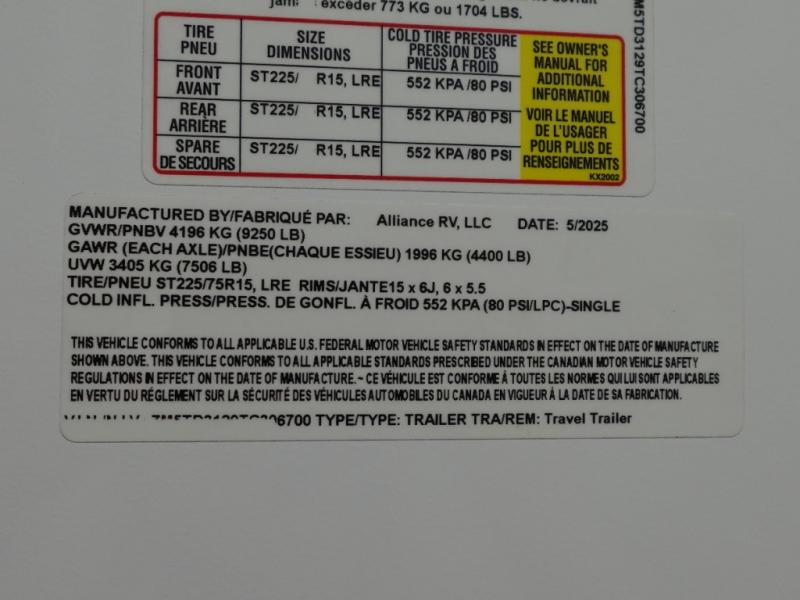 excéder 773 KG ou 1704 LBS.
TIRE PNEU SIZE DIMENSIONS COLD TIRE PRESSURE PRESSION DES PNEUS A FROID
FRONT AVANT ST225/ R15, LRE 552 KPA /80 PSI
REAR ARRIÈRE ST225/ R15, LRE 552 KPA /80 PSI
SPARE DE SECOURS ST225/ R15, LRE 552 KPA /80 PSI
SEE OWNER'S
MANUAL FOR
ADDITIONAL
INFORMATION
VOIR LE MANUEL
DE L'USAGER
POUR PLUS DE
RENSEIGNEMENTS
KX2002
M5TD3129TC306700
MANUFACTURED BY/FABRIQUÉ PAR: Alliance RV, LLC DATE: 5/2025
GVWR/PNBV 4196 KG (9250 LB)
GAWR (EACH AXLE)/PNBE(CHAQUE ESSIEU) 1996 KG (4400 LB)
UVW 3405 KG (7506 LB)
TIRE/PNEU ST225/75R15, LRE RIMS/JANTE15 x 6J, 6 x 5.5
COLD INFL. PRESS/PRESS. DE GONFL. À FROID 552 KPA (80 PSI/LPC)-SINGLE
THIS VEHICLE CONFORMS TO ALL APPLICABLE U.S. FEDERAL MOTOR VEHICLE SAFETY STANDARDS IN EFFECT ON THE DATE OF MANUFACTURE
SHOWN ABOVE. THIS VEHICLE CONFORMS TO ALL APPLICABLE STANDARDS PRESCRIBED UNDER THE CANADIAN MOTOR VEHICLE SAFETY
REGULATIONS IN EFFECT ON THE DATE OF MANUFACTURE. ~ CE VÉHICULE EST CONFORME À TOUTES LES NORMES QUI LUI SONT APPLICABLES
EN VERTU DU RÉGLEMENT SUR LA SÉCURITÉ DES VÉHICULES AUTOMOBILES DU CANADA EN VIGUEUR À LA DATE DE SA FABRICATION.
6700 TYPE/TYPE: TRAILER TRA/REM: Travel Trailer